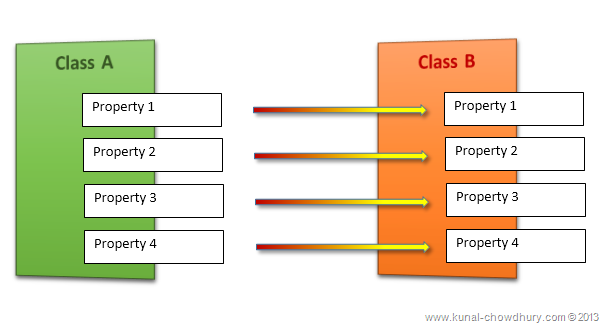 Class A
Property 1
Property 2
Property 3
Property 4
Class B
Property 1
Property 2
Property 3
Property 4
www.kunal-chowdhury.com © 2013